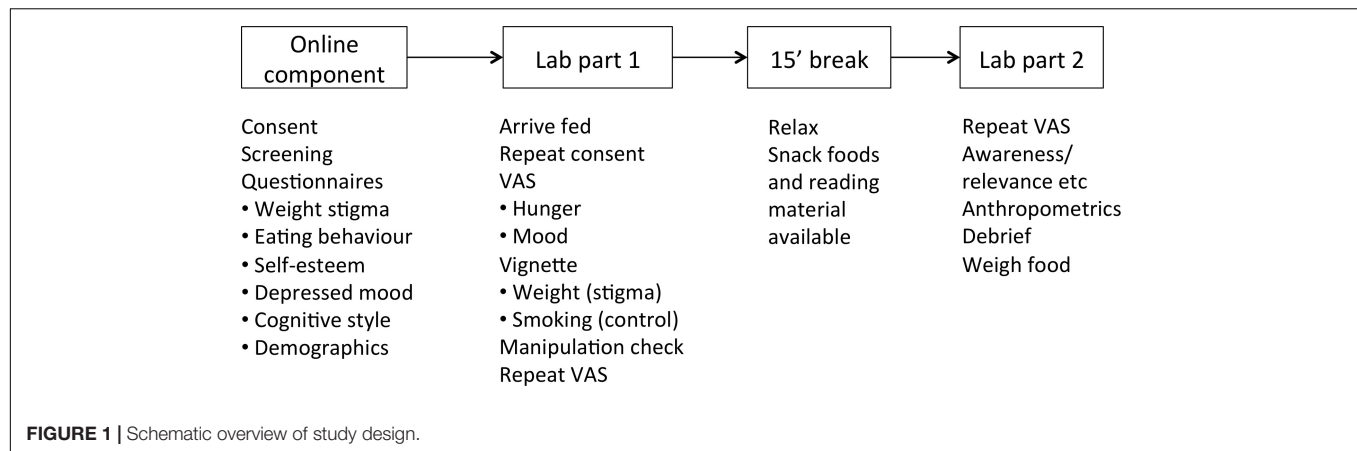 Online
component
Lab part 1
15’ break
Lab part 2
Consent
Screening
Questionnaires
• Weight stigma
• Eating behaviour
• Self-esteem
• Depressed mood
• Cognitive style
• Demographics
Arrive fed
Repeat consent
VAS
• Hunger
• Mood
Vignette
• Weight (stigma)
• Smoking (control)
Manipulation check
Repeat VAS
Relax
Snack foods
and reading
material
available
Repeat VAS
Awareness/
relevance etc
Anthropometrics
Debrief
Weigh food
FIGURE 1 | Schematic overview of study design.